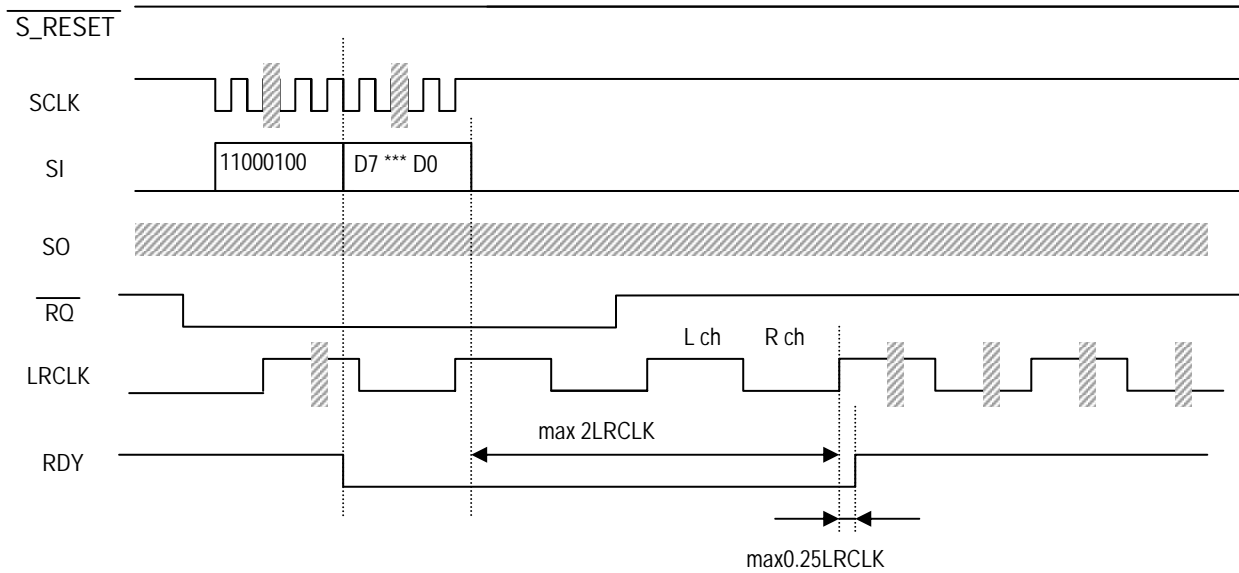 S_RESET
SCLK
SI
11000100
D7 *** D0
SO
RQ
L ch
R ch
LRCLK
max 2LRCLK
RDY
max0.25LRCLK